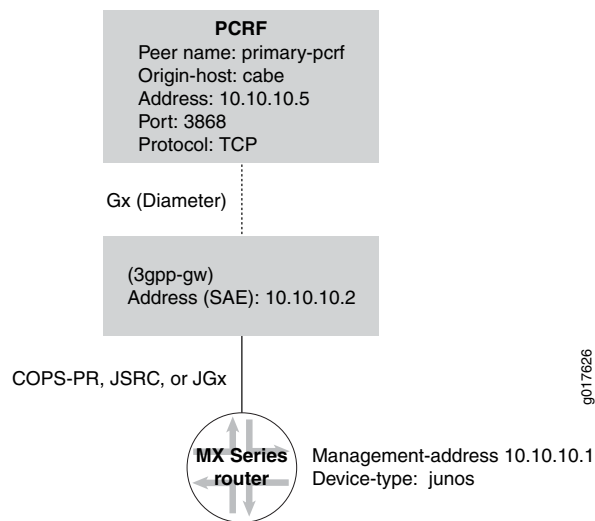 PCRF
Peer name: primary-pcrf
Origin-host: cabe
Address: 10.10.10.5
Port: 3868
Protocol: TCP
Gx (Diameter)
(3gpp-gw)
Address (SAE): 10.10.10.2
COPS-PR, JSRC, or JGx
MX Series
router
Management-address 10.10.10.1
Device-type: junos
g017626